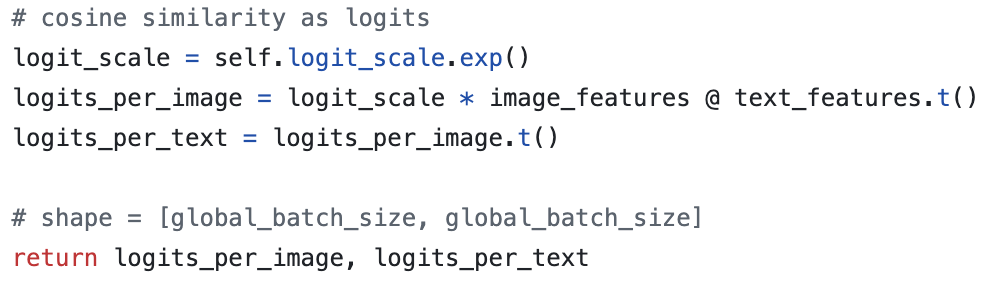 # cosine similarity as logits
logit_scale = self.logit_scale.exp()
logits_per_image = logit_scale * image_features @ text_features.t()
logits_per_text = logits_per_image.t()

# shape = [global_batch_size, global_batch_size]
return logits_per_image, logits_per_text